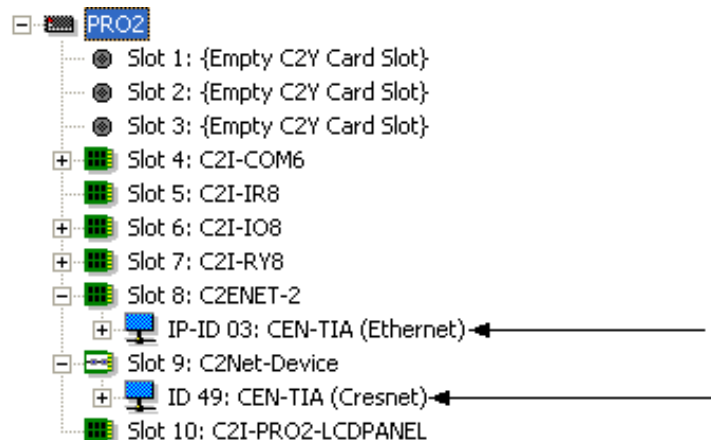 PRO2
Slot 1: {Empty C2Y Card Slot}
Slot 2: {Empty C2Y Card Slot}
Slot 3: {Empty C2Y Card Slot}
Slot 4: C2I-COM6
Slot 5: C2I-IR8
Slot 6: C2I-IO8
Slot 7: C2I-RY8
Slot 8: C2ENET-2
IP-ID 03: CEN-TIA (Ethernet)
Slot 9: C2Net-Device
ID 49: CEN-TIA (Cresnet)
Slot 10: C2I-PRO2-LCDPANEL